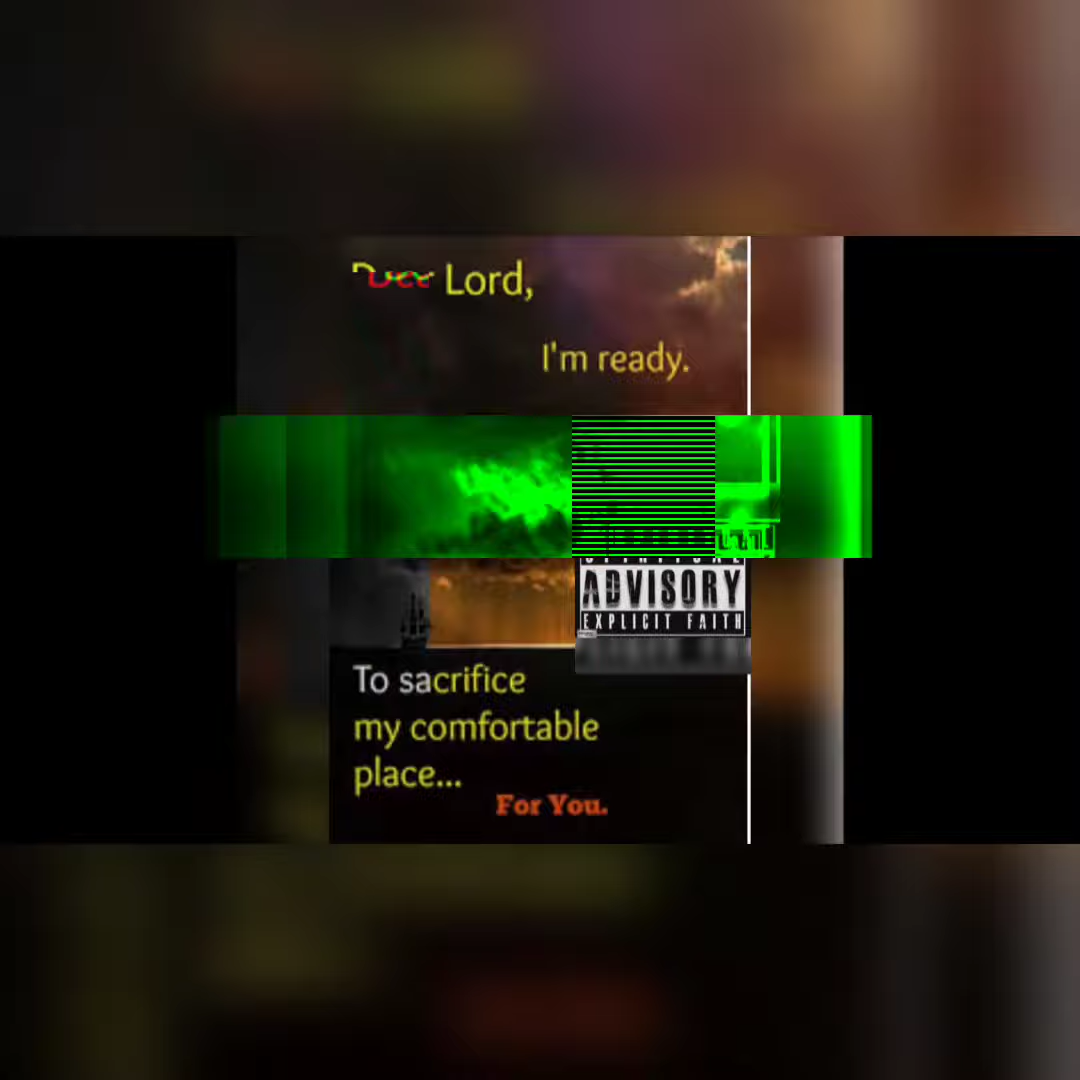 Lord,
I'm ready.
ADVISORY
EXPLICIT FAITH
To sacrifice
my comfortable
place...
For You.